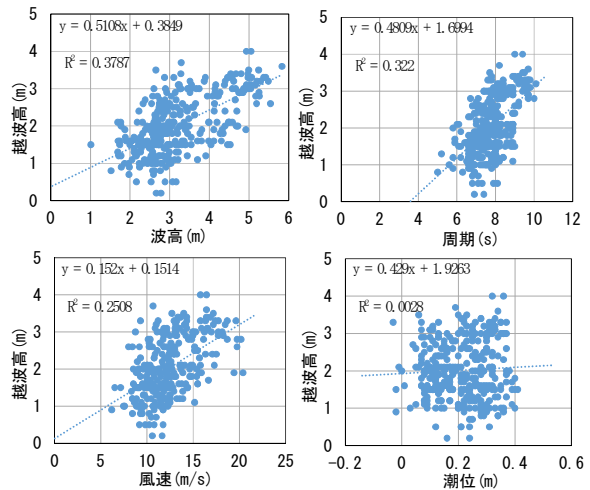 y = 0.5108x + 0.3849
R² = 0.3787
5
4
3
2
1
0
0 1 2 3 4 5 6
越波高(m)
波高(m)
y = 0.4809x + 1.6994
R² = 0.322
5
4
3
2
1
0
0 2 4 6 8 10 12
越波高(m)
周期(s)
y = 0.152x + 0.1514
R² = 0.2508
5
4
3
2
1
0
0 5 10 15 20 25
越波高(m)
風速(m/s)
y = 0.429x + 1.9263
R² = 0.0028
5
4
3
2
1
0
-0.2 0 0.2 0.4 0.6
越波高(m)
潮位(m)